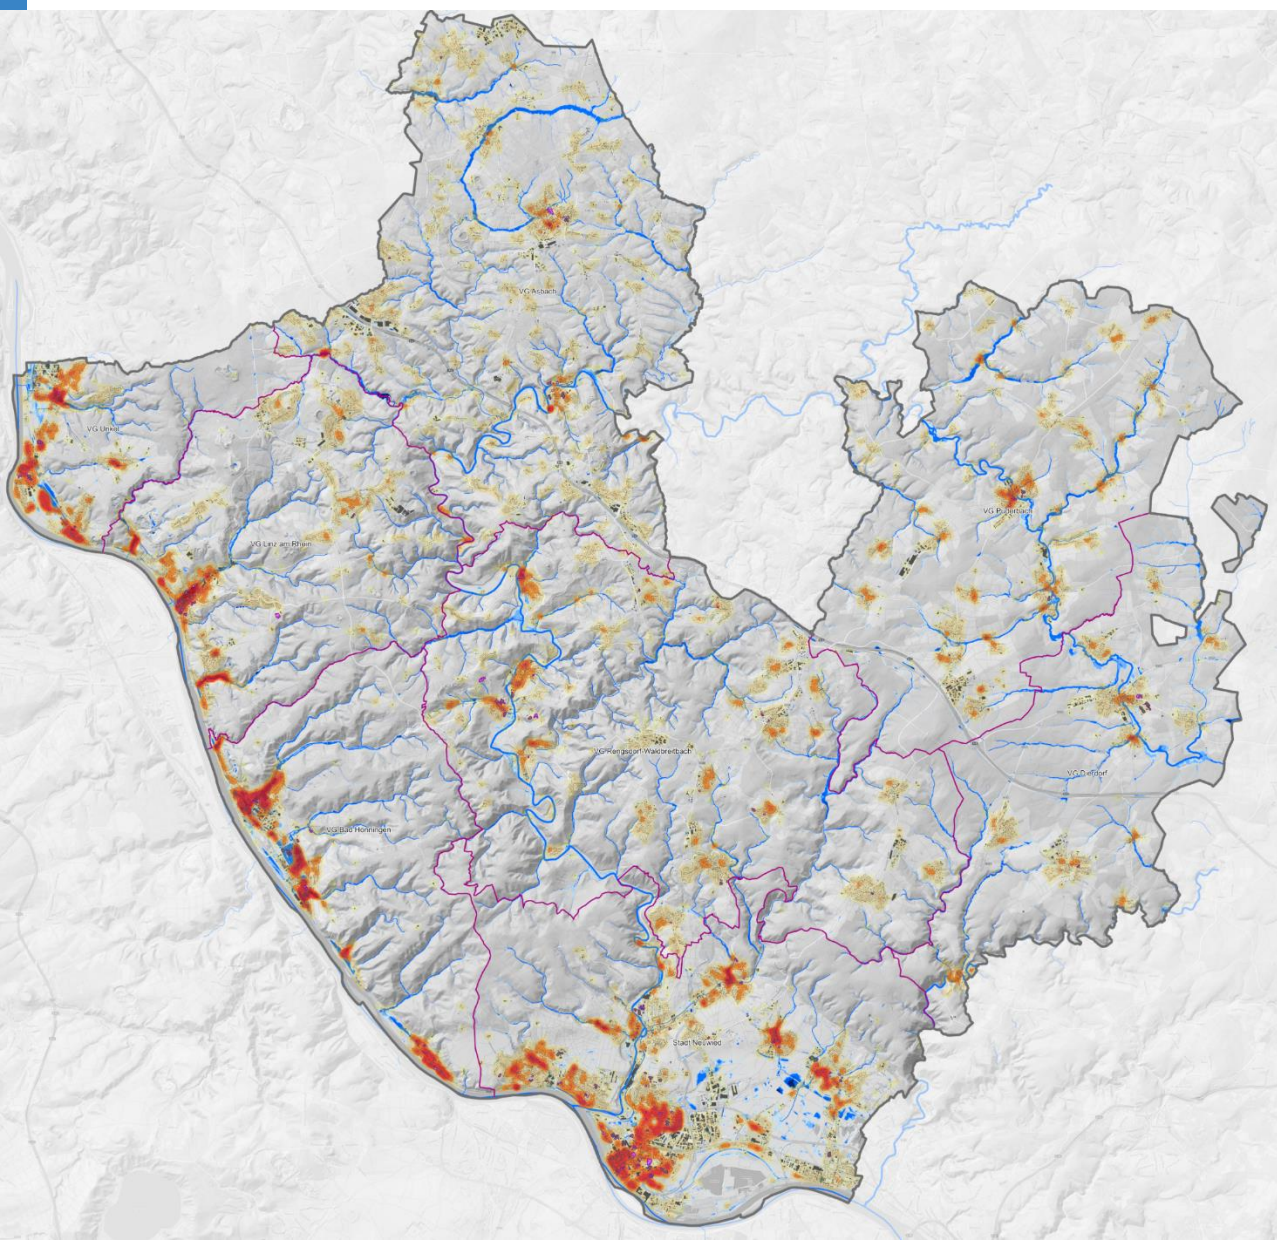 VG Asbach
VG Unkel
VG Puderbach
VG Linz am Rhein
VG Rengsdorf-Waldbreitbach
VG Dierdorf
VG Bad Hönningen
Stadt Neuwied